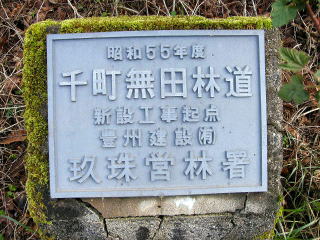 昭和55年度
千町無田林道
新設工事起点
豊州建設㈲
玖珠営林署